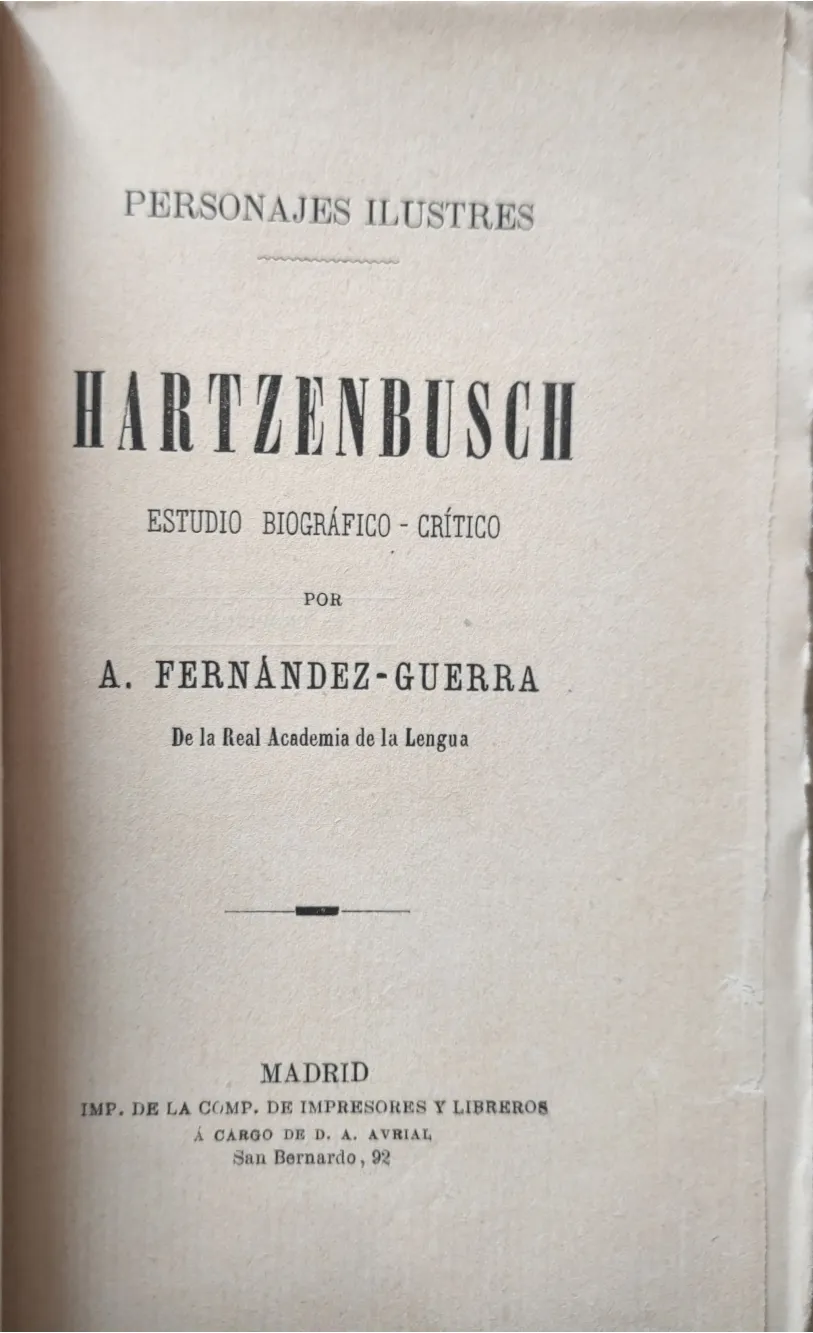 PERSONAJES ILUSTRES
HARTZENBUSCH
ESTUDIO BIOGRÁFICO - CRÍTICO
POR
A. FERNÁNDEZ-GUERRA
De la Real Academia de la Lengua
MADRID
IMP. DE LA COMP. DE IMPRESORES Y LIBREROS
Á CARGO DE D. A. AVRIAL
San Bernardo, 92